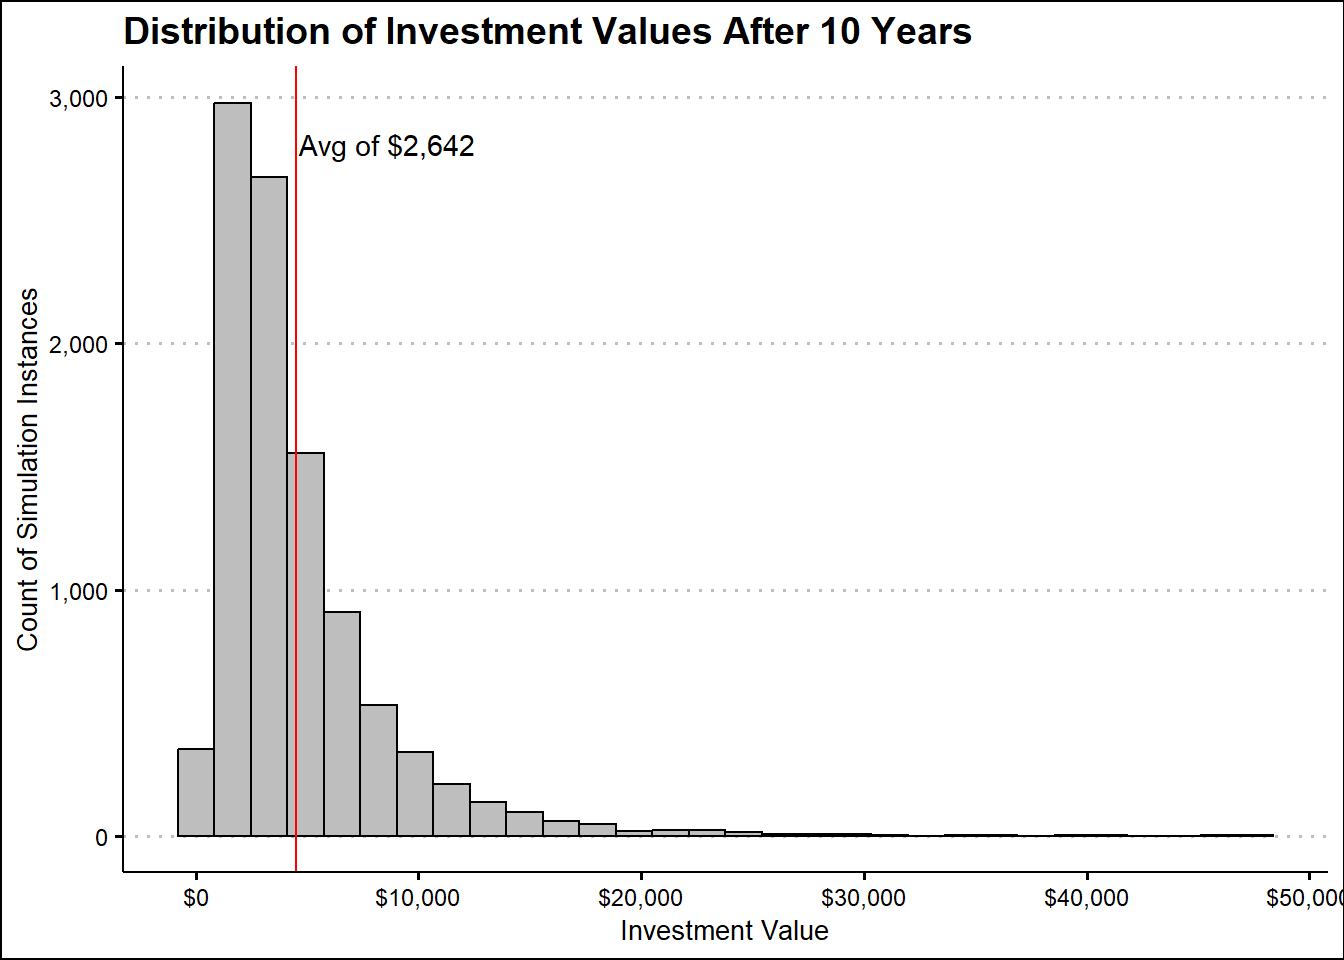 Distribution of Investment Values After 10 Years
3,000
Avg of $2,642
2,000
1,000
0
Count of Simulation Instances
$0 $10,000 $20,000 $30,000 $40,000 $50,000
Investment Value